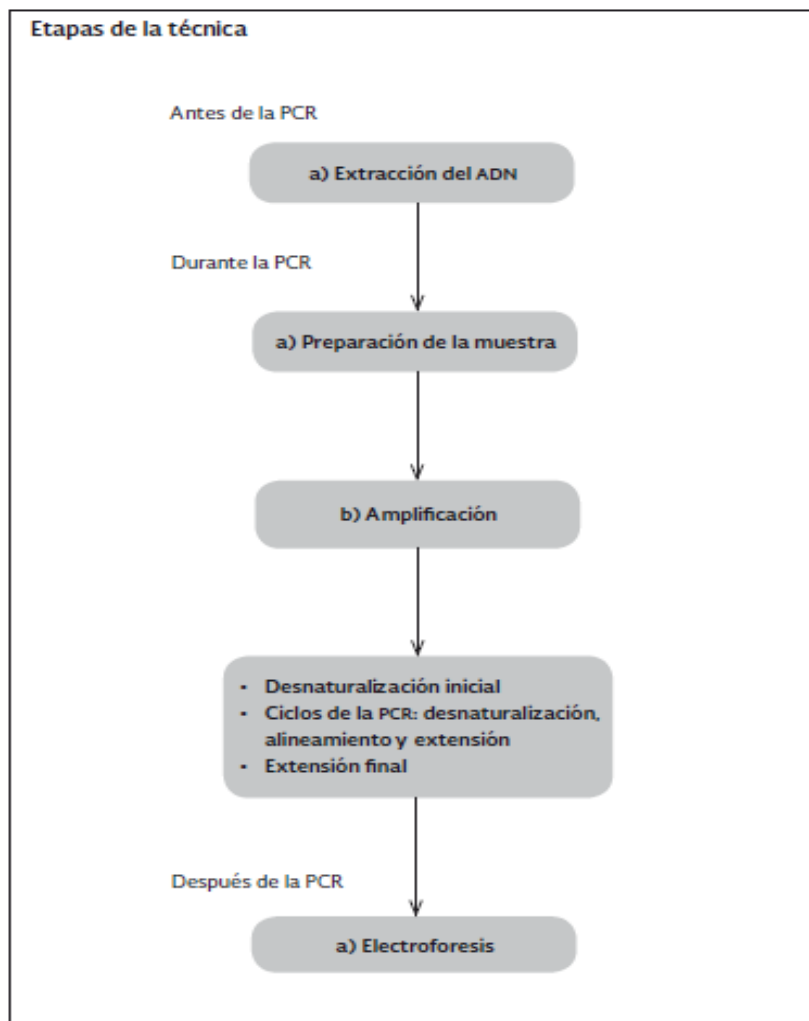 Etapas de la técnica
Antes de la PCR
a) Extracción del ADN
Durante la PCR
a) Preparación de la muestra
b) Amplificación
• Desnaturalización inicial
• Ciclos de la PCR: desnaturalización,
alineamiento y extensión
• Extensión final
Después de la PCR
a) Electroforesis